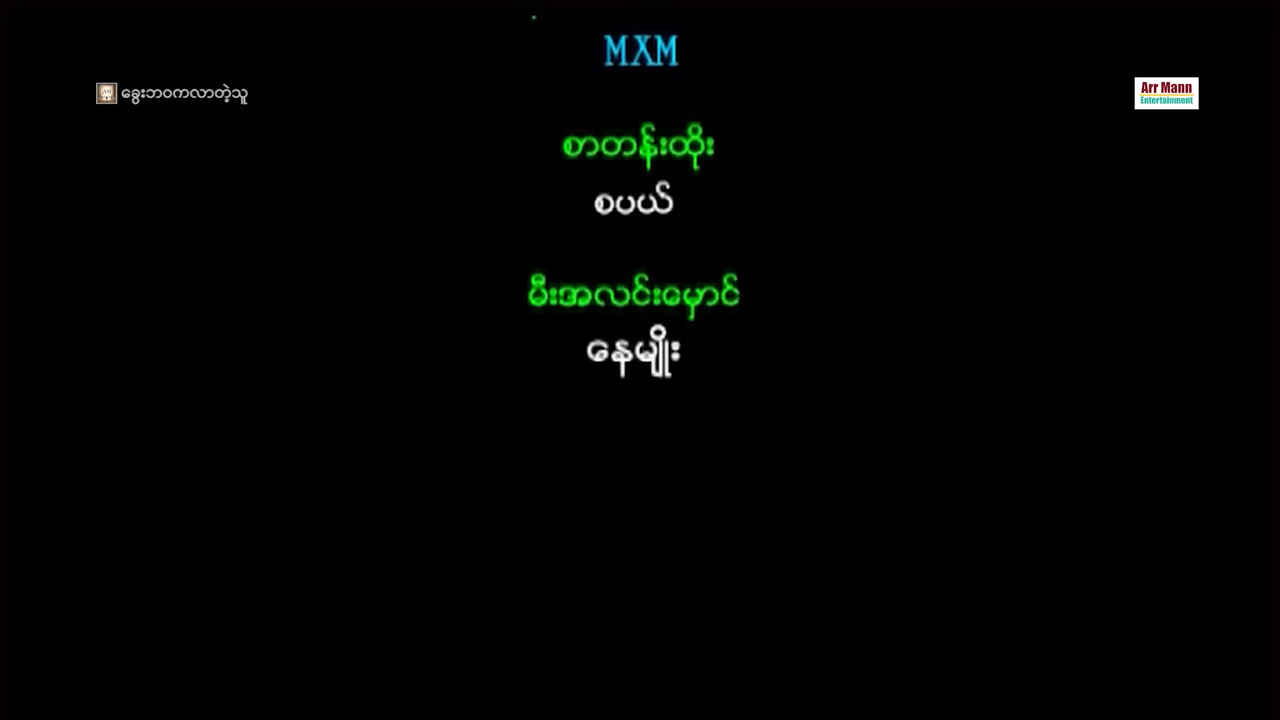 MXM
ခွေးဘဝကလာတဲ့သူ
Arr Mann
Entertainment
စာတန်းထိုး
စပယ်
မီးအလင်းမှောင်
နေမျိုး